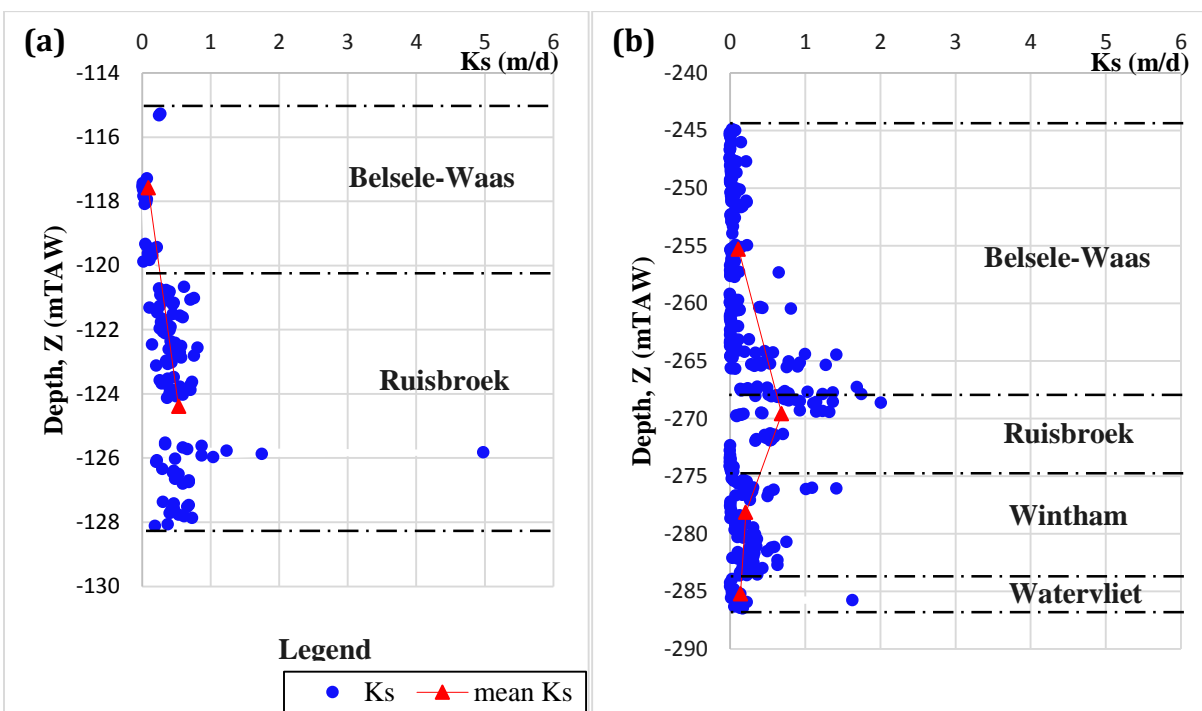 (a)
0 1 2 3 4 5 6
Ks (m/d)
Depth, Z (mTAW)
-114
-116
-118
-120
-122
-124
-126
-128
-130
Belsele-Waas
Ruisbroek
(b)
0 1 2 3 4 5 6
Ks (m/d)
Depth, Z (mTAW)
-240
-245
-250
-255
-260
-265
-270
-275
-280
-285
-290
Belsele-Waas
Ruisbroek
Wintham
Watervliet
Legend
Ks mean Ks